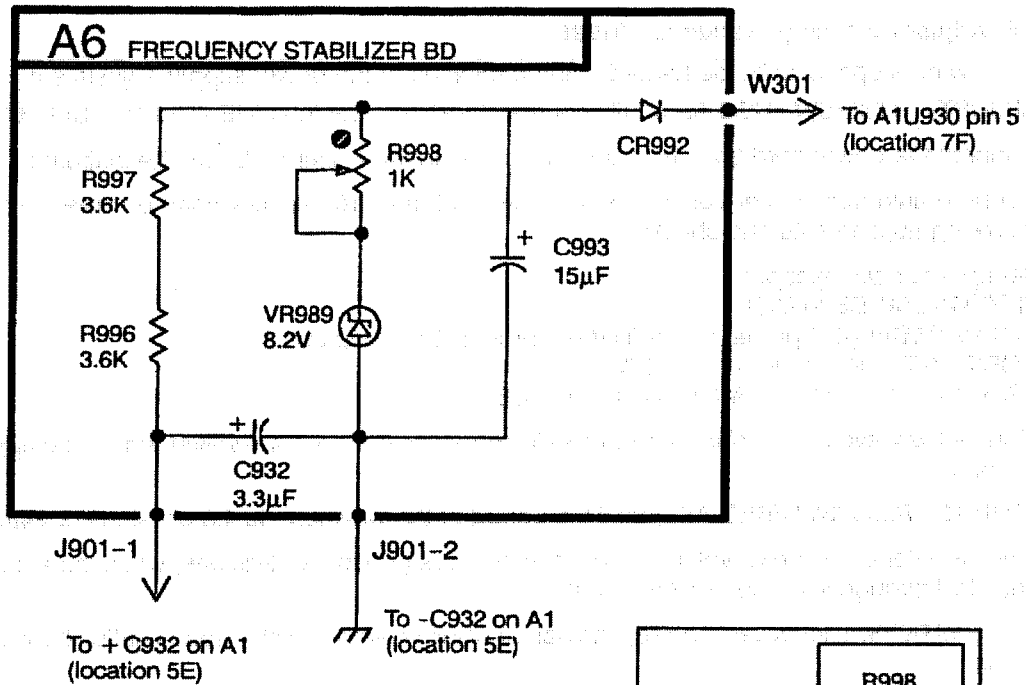 A6 FREQUENCY STABILIZER BD
W301
To A1U930 pin 5
(location 7F)
CR992
R998
1K
R997
3.6K
C993
15µF
VR989
8.2V
R996
3.6K
+
+
C932
3.3µF
J901-1
J901-2
To +C932 on A1
(location 5E)
To -C932 on A1
(location 5E)
R998